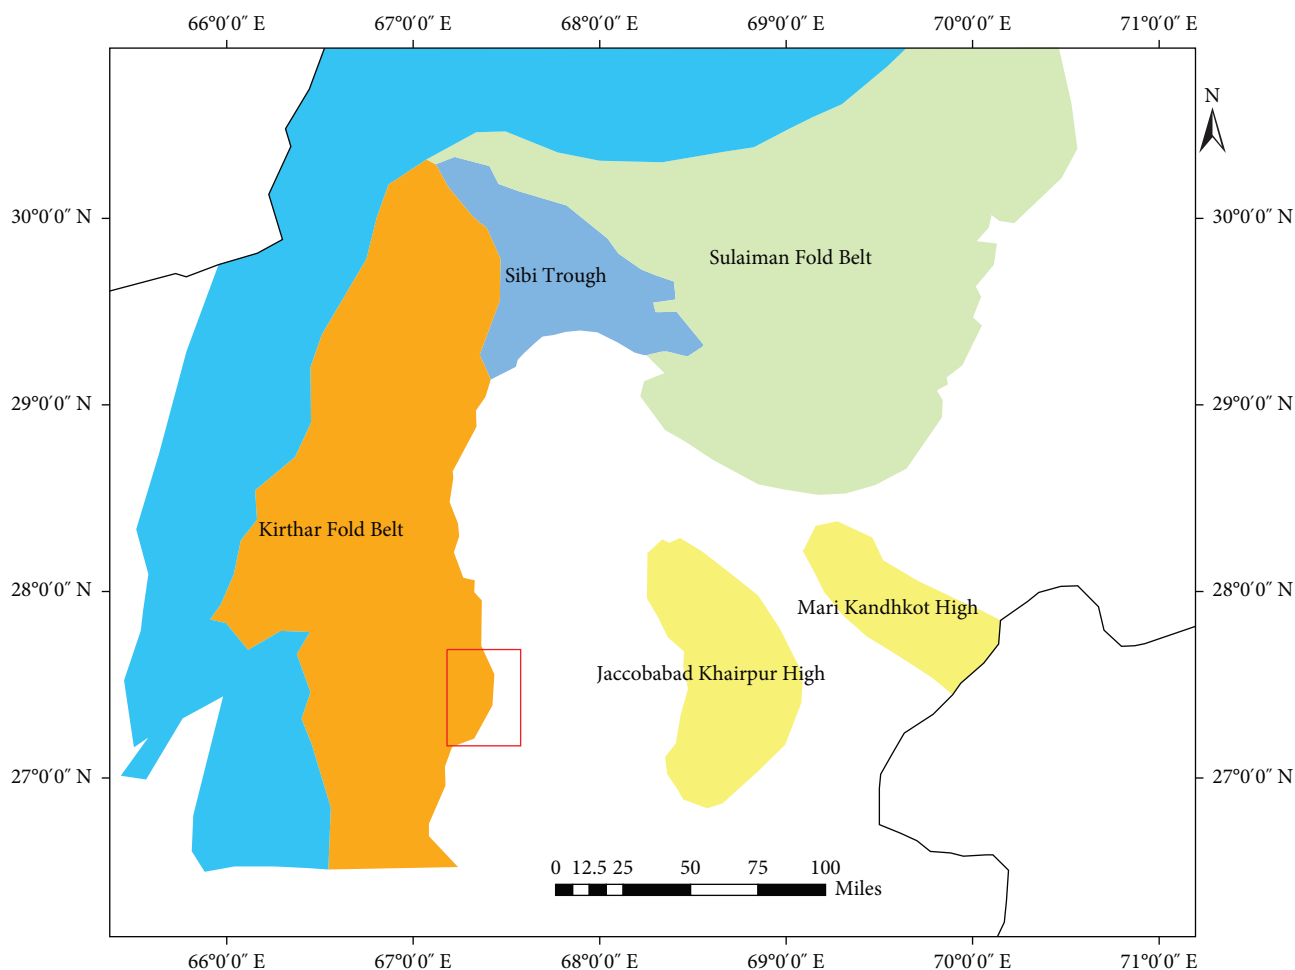 66°0′0″ E 67°0′0″ E 68°0′0″ E 69°0′0″ E 70°0′0″ E 71°0′0″ E
N
30°0′0″ N 30°0′0″ N
Sulaiman Fold Belt
Sibi Trough
29°0′0″ N 29°0′0″ N
Kirthar Fold Belt
28°0′0″ N 28°0′0″ N
Mari Kandhkot High
Jaccobabad Khairpur High
27°0′0″ N 27°0′0″ N
0 12.5 25 50 75 100
Miles
66°0′0″ E 67°0′0″ E 68°0′0″ E 69°0′0″ E 70°0′0″ E 71°0′0″ E